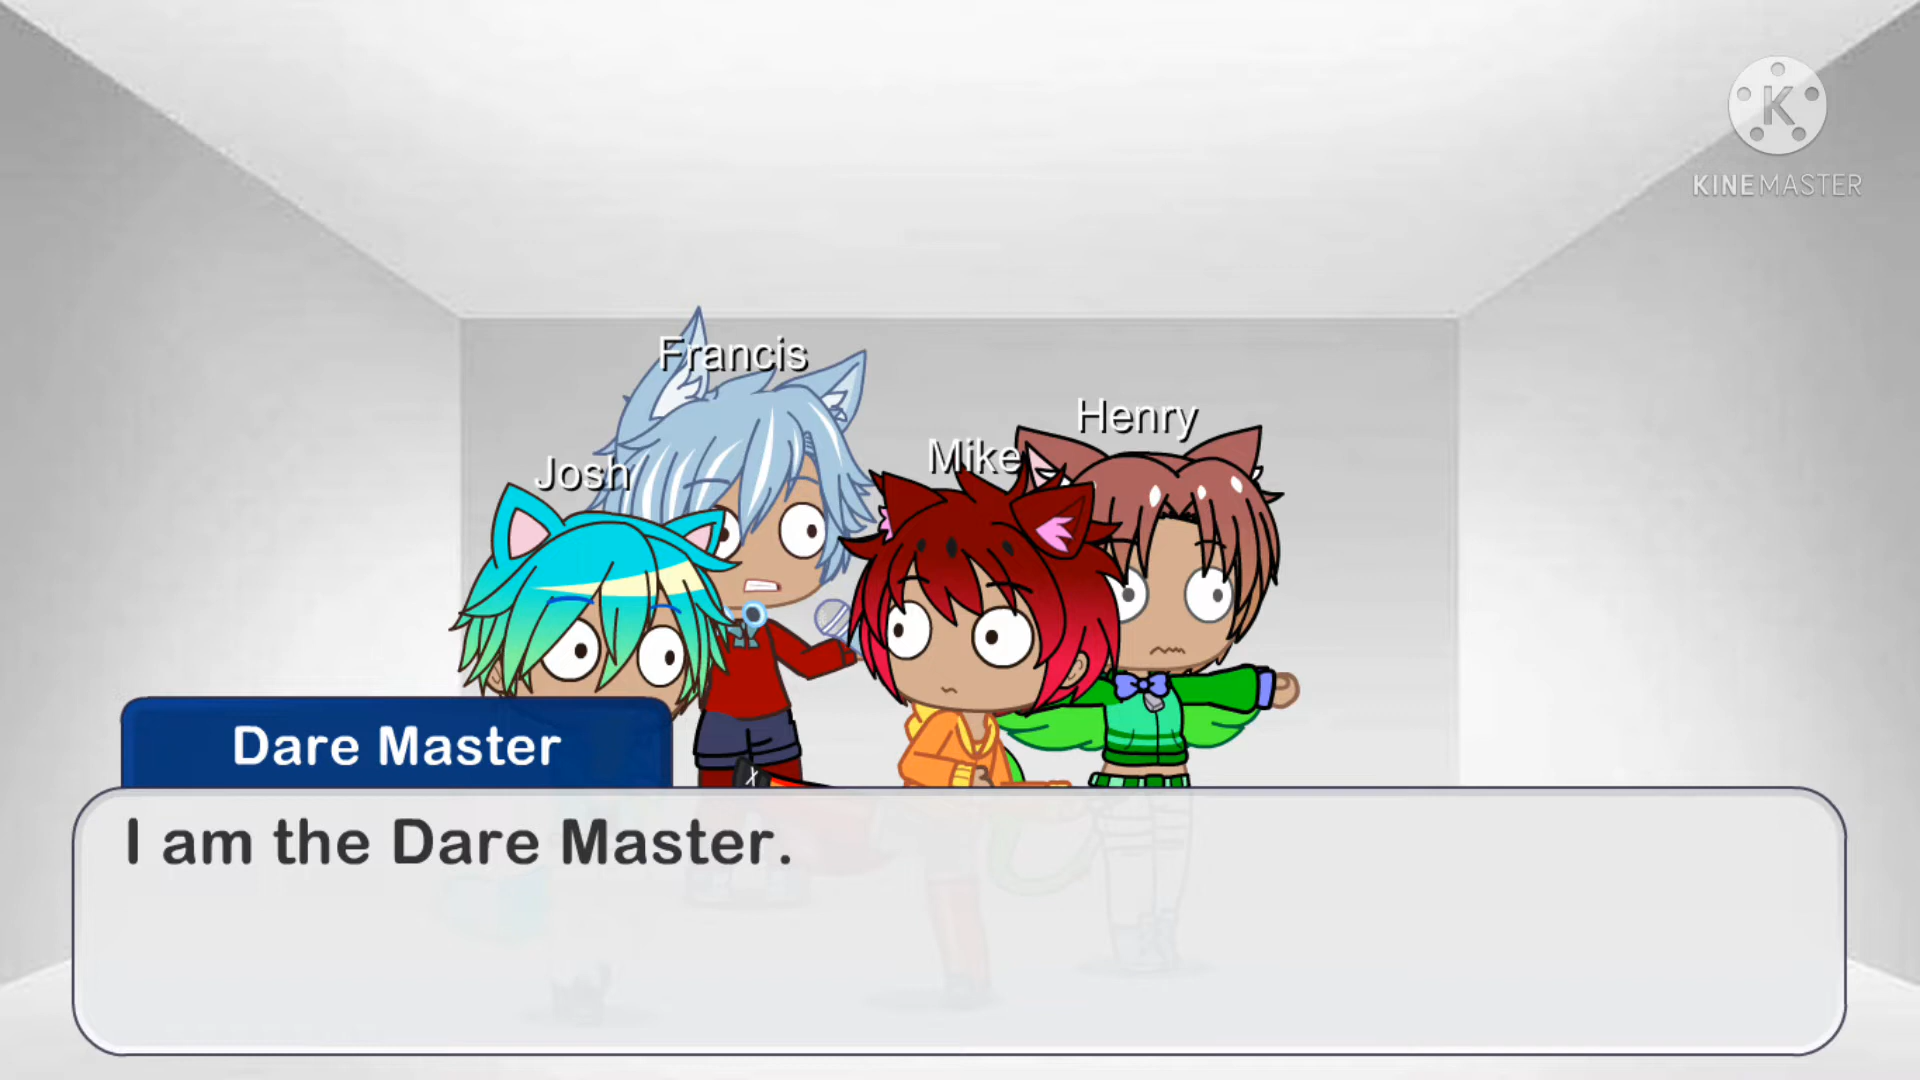 K
KINEMASTER
Francis
Henry
Mike
Josh
Dare Master
I am the Dare Master.